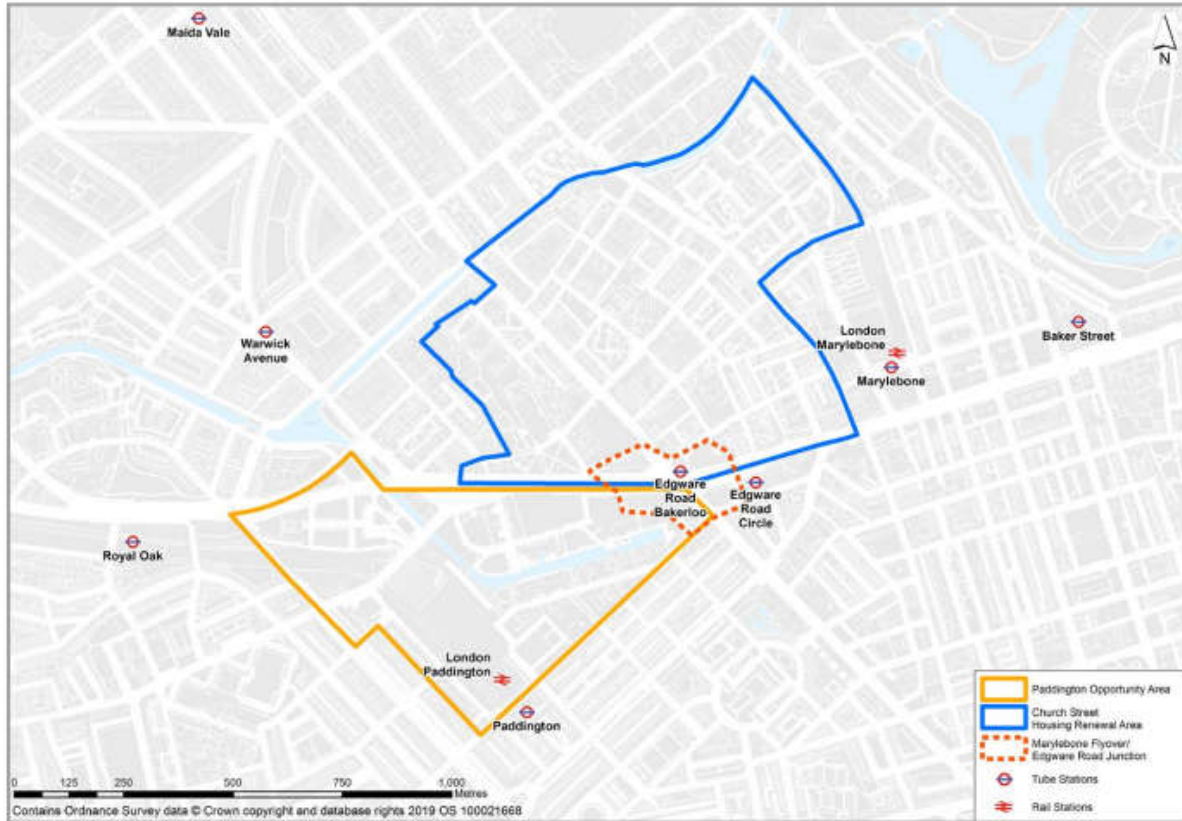 Maida Vale
N
Warwick
Avenue
London
Marylebone
Baker Street
Marylebone
Edgware
Road
Bakerloo
Edgware
Road
Circle
Royal Oak
London
Paddington
Paddington
Paddington Opportunity Area
Church Street
Housing Renewal Area
Marylebone Flyover/
Edgware Road Junction
Tube Stations
Rail Stations
0 125 250 500 750 1,000
Metres
Contains Ordnance Survey data © Crown copyright and database rights 2019 OS 100021668